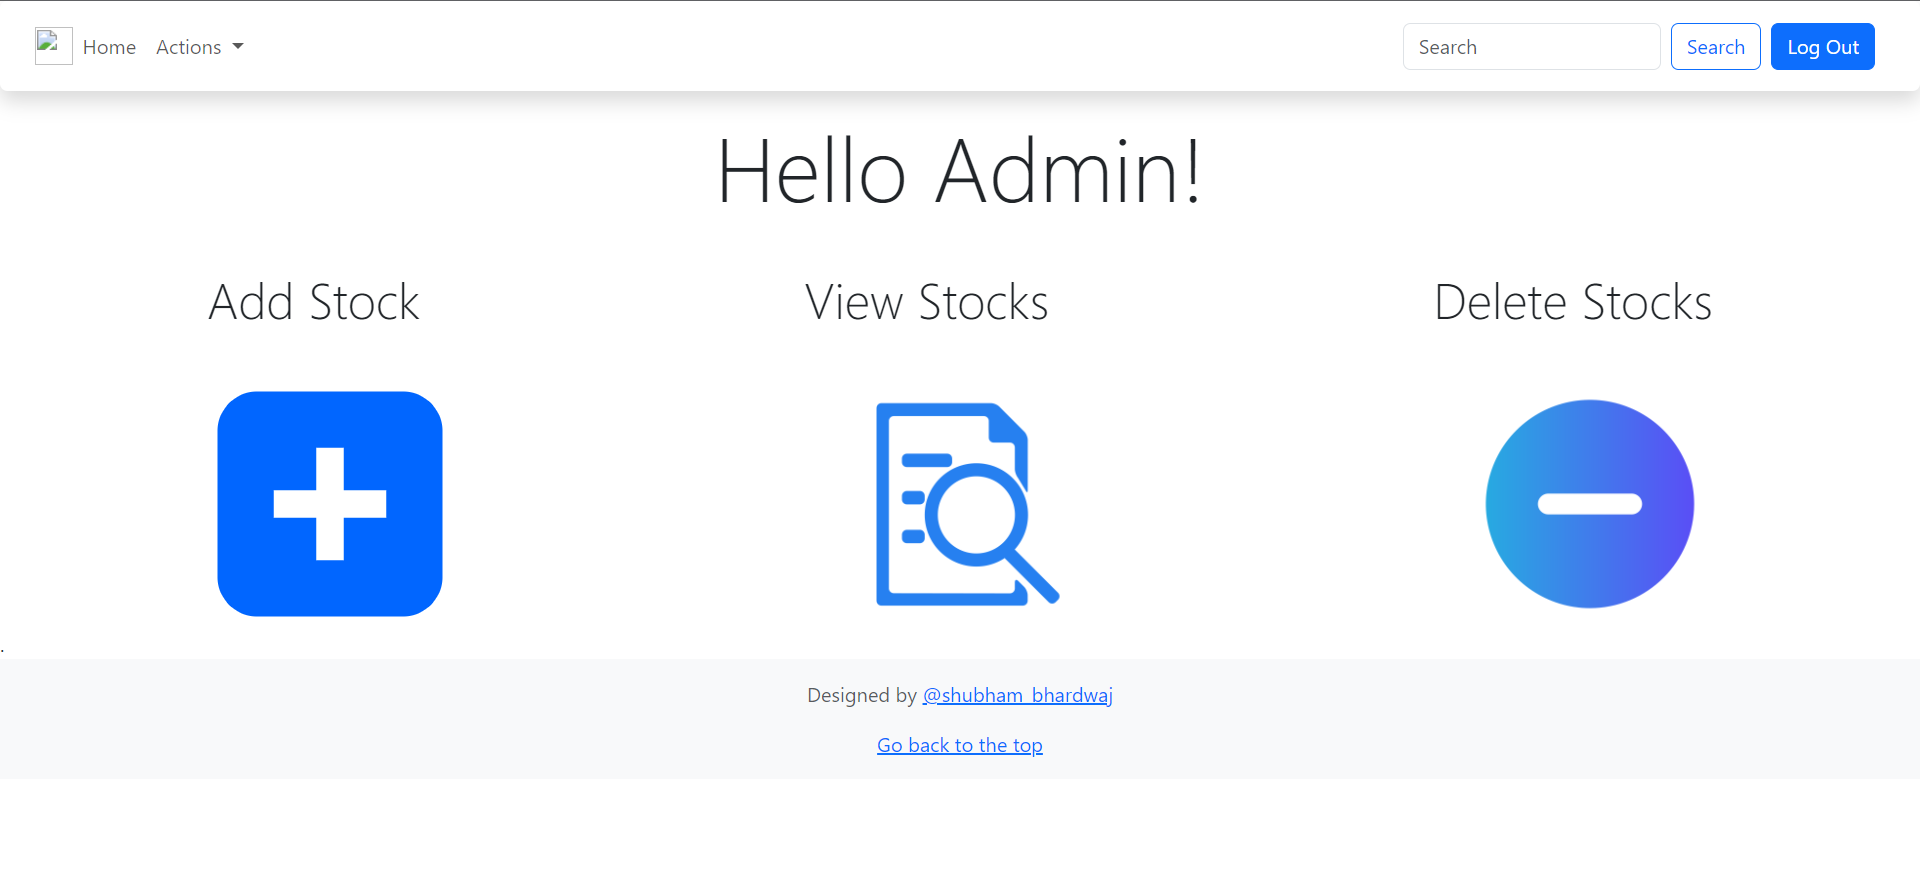 Home Actions Search Search Log Out
Hello Admin!
Add Stock View Stocks Delete Stocks
.
Designed by @shubham_bhardwaj
Go back to the top